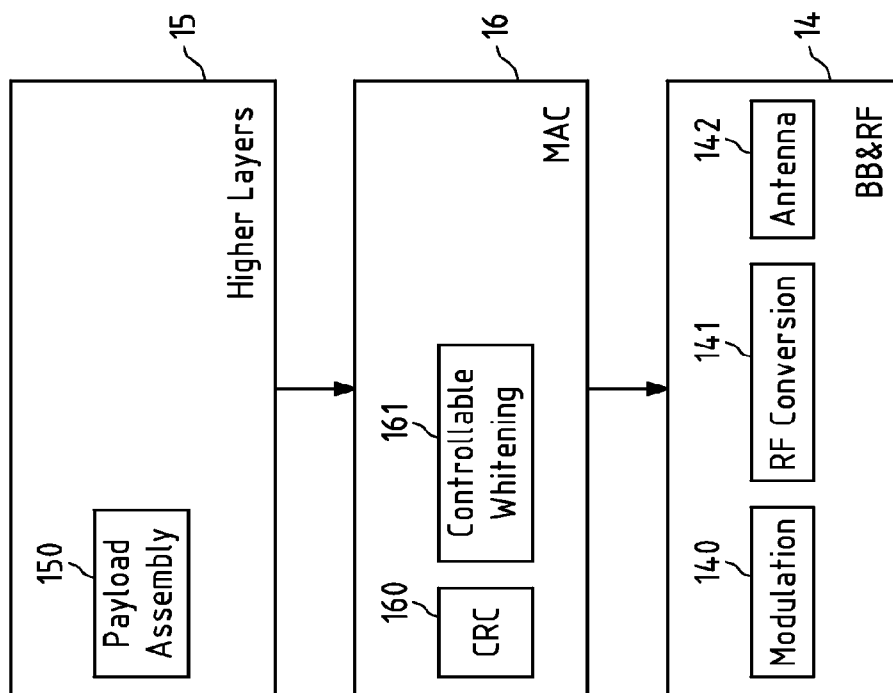 15
150
Payload
Assembly
Higher Layers
16
160
CRC
161
Controllable
Whitening
MAC
14
140
Modulation
141
RF Conversion
142
Antenna
BB&RF